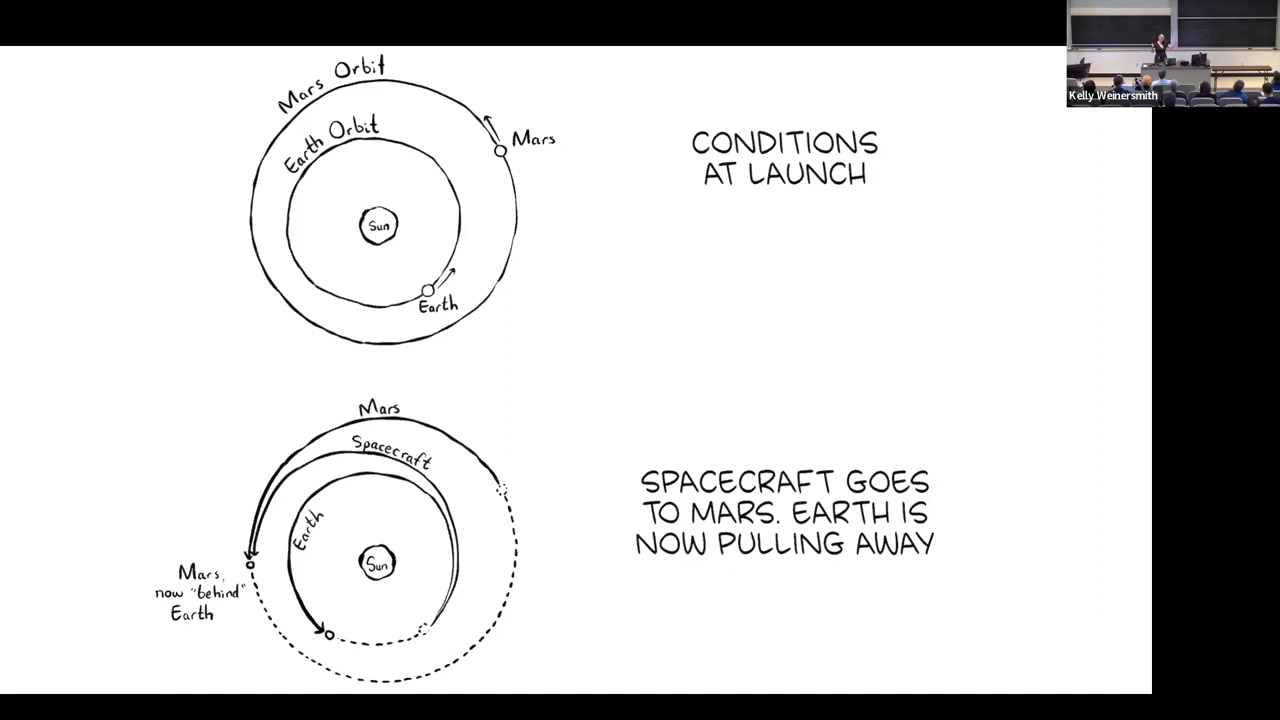 Kelly Weinersmith
Mars Orbit
Earth Orbit
Mars
Sun
Earth
CONDITIONS
AT LAUNCH
Mars
Spacecraft
Earth
Sun
Mars,
now "behind"
Earth
SPACECRAFT GOES
TO MARS. EARTH IS
NOW PULLING AWAY